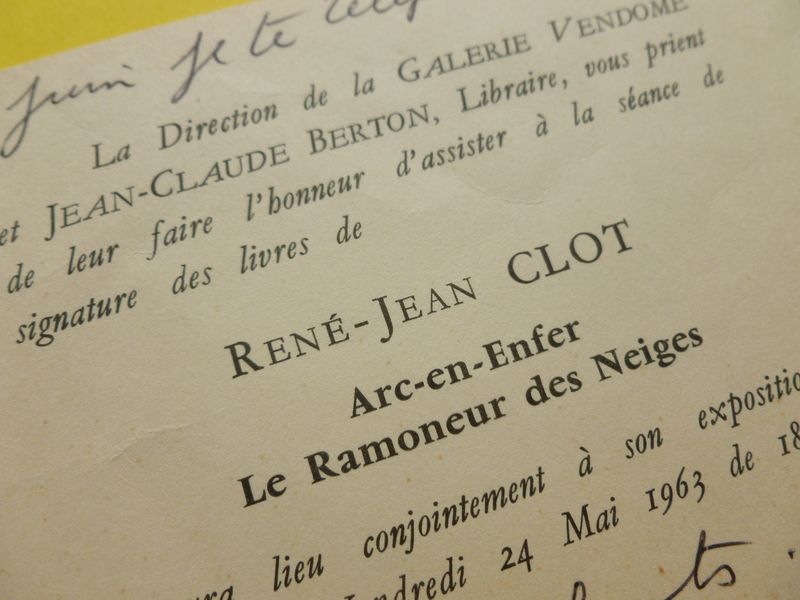 juin je te
La Direction de la GALERIE VENDOME
et JEAN-CLAUDE BERTON, Libraire, vous prient
de leur faire l'honneur d'assister à la séance de
signature des livres de
RENÉ-JEAN CLOT
Arc-en-Enfer
Le Ramoneur des Neiges
lieu conjointement à son
24 Mai 1963 de